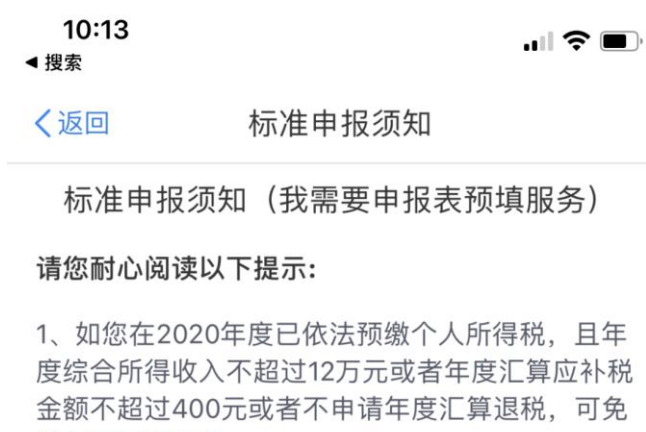 10:13
◀ 搜索
返回
标准申报须知
标准申报须知（我需要申报表预填服务）
请您耐心阅读以下提示:
1、如您在2020年度已依法预缴个人所得税，且年
度综合所得收入不超过12万元或者年度汇算应补税
金额不超过400元或者不申请年度汇算退税，可免